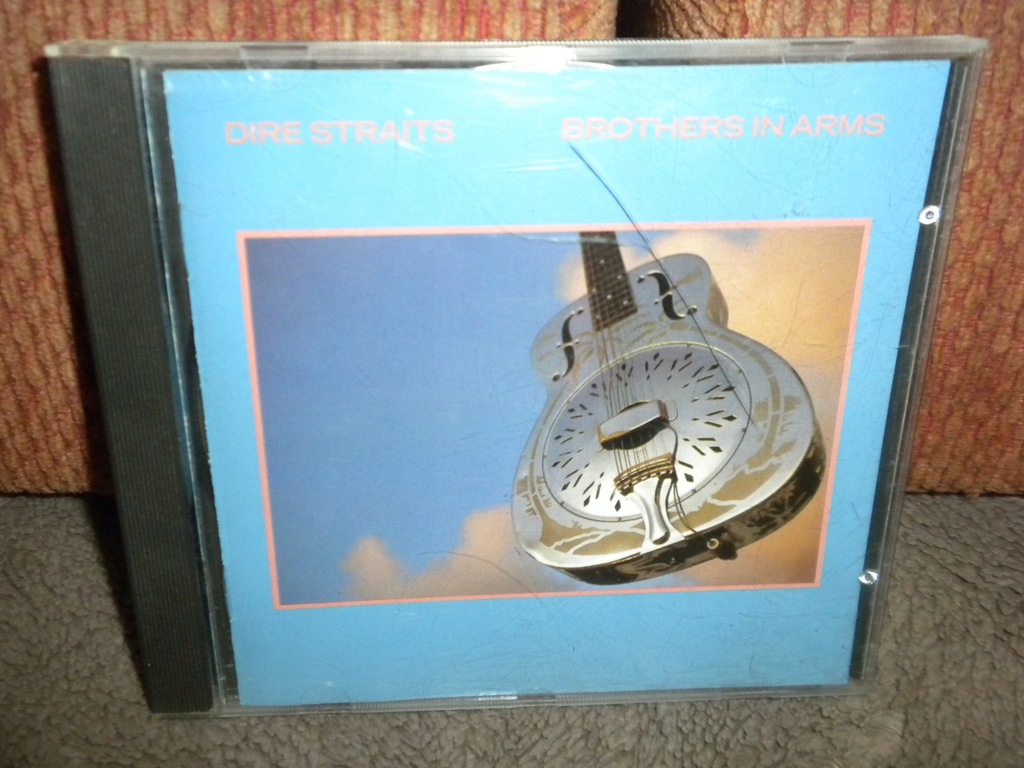 DIRE STRAITS BROTHERS IN ARMS